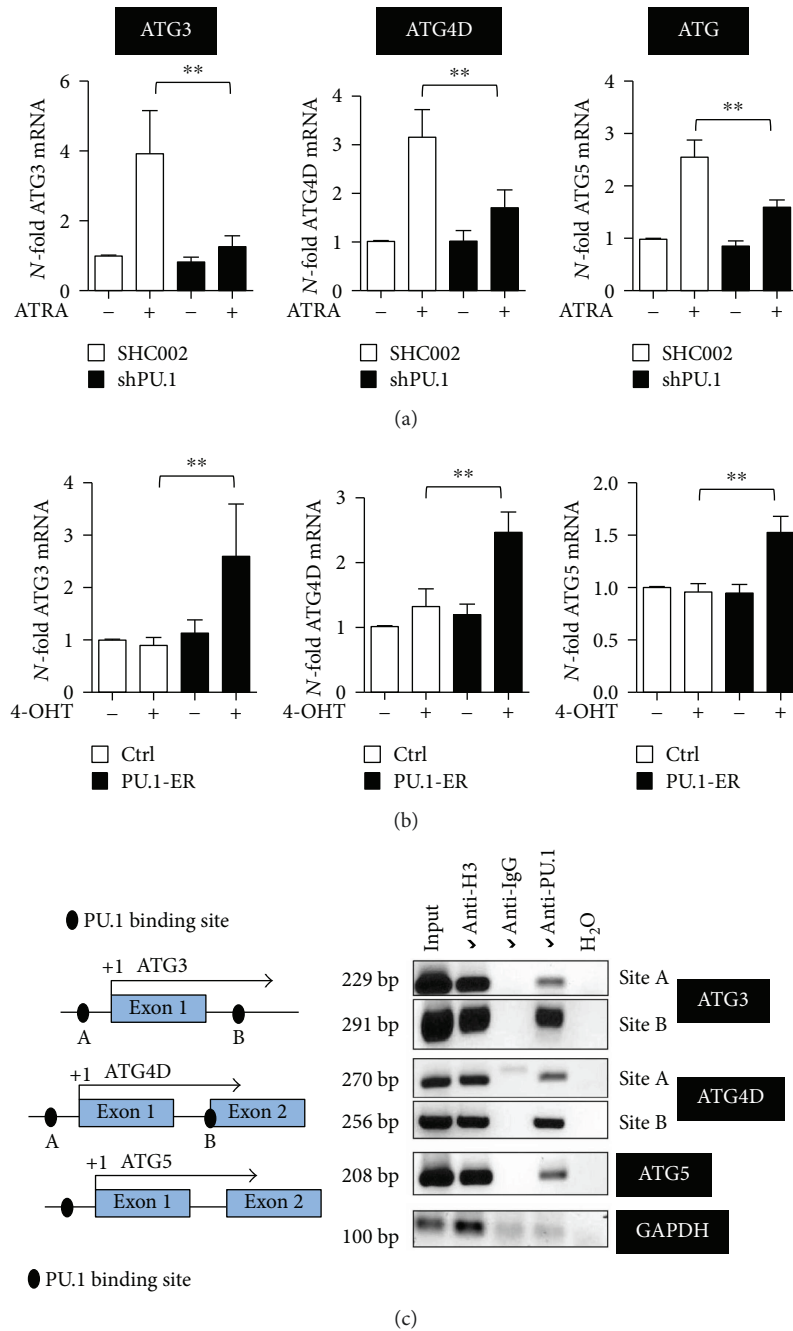 ATG3
ATG4D
ATG
N-fold ATG3 mRNA
6
4
2
0
**
ATRA
–
+
–
+
SHC002
shPU.1
N-fold ATG4D mRNA
4
3
2
1
0
**
ATRA
–
+
–
+
SHC002
shPU.1
N-fold ATG5 mRNA
4
3
2
1
0
**
ATRA
–
+
–
+
SHC002
shPU.1
(a)
N-fold ATG3 mRNA
4
3
2
1
0
**
4-OHT
–
+
–
+
Ctrl
PU.1-ER
N-fold ATG4D mRNA
3
2
1
0
**
4-OHT
–
+
–
+
Ctrl
PU.1-ER
N-fold ATG5 mRNA
2.0
1.5
1.0
0.5
0.0
**
4-OHT
–
+
–
+
Ctrl
PU.1-ER
(b)
PU.1 binding site
+1 ATG3
Exon 1
A
B
+1 ATG4D
Exon 1
Exon 2
A
B
+1 ATG5
Exon 1
Exon 2
PU.1 binding site
Input
✓Anti-H3
✓Anti-IgG
✓Anti-PU.1
H₂O
229 bp
Site A
291 bp
Site B
ATG3
270 bp
Site A
256 bp
Site B
ATG4D
208 bp
ATG5
100 bp
GAPDH
(c)